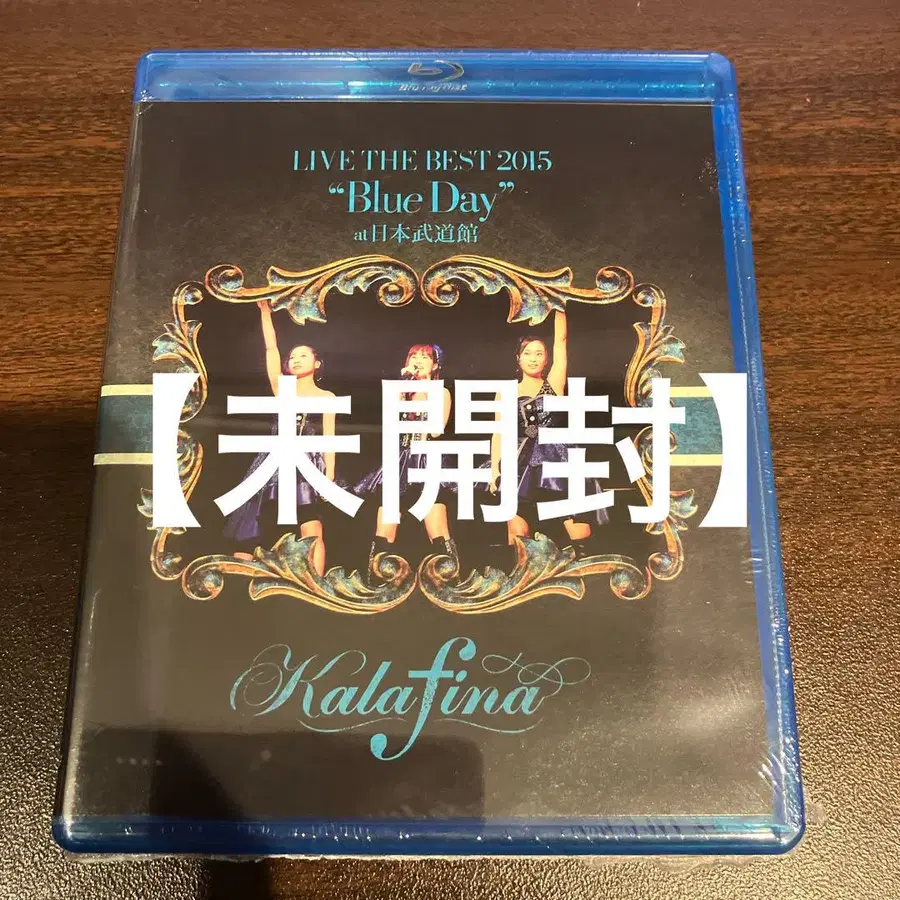 Blu-ray Disc
LIVE THE BEST 2015
“Blue Day”
at日本武道館
【未開封】
Kalafina